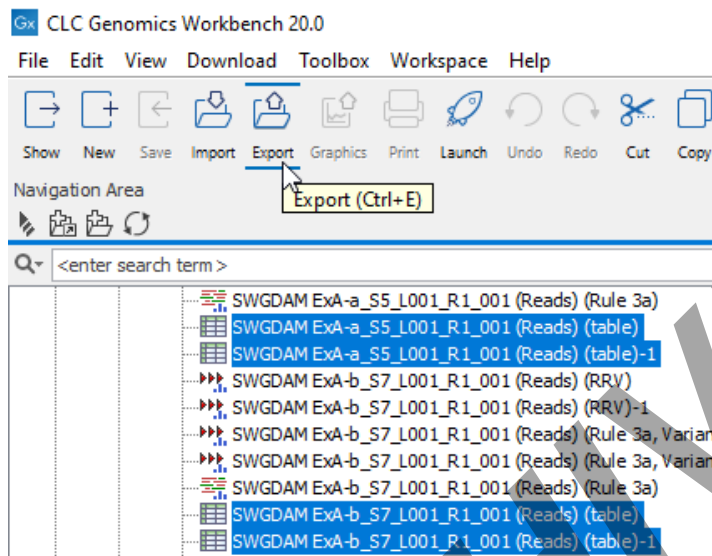 Gx CLC Genomics Workbench 20.0
File Edit View Download Toolbox Workspace Help
Show New Save Import Export Graphics Print Launch Undo Redo Cut Copy
Navigation Area
Export (Ctrl+E)
<enter search term>
SWGDAM ExA-a_S5_L001_R1_001 (Reads) (Rule 3a)
SWGDAM ExA-a_S5_L001_R1_001 (Reads) (table)
SWGDAM ExA-a_S5_L001_R1_001 (Reads) (table)-1
SWGDAM ExA-b_S7_L001_R1_001 (Reads) (RRV)
SWGDAM ExA-b_S7_L001_R1_001 (Reads) (RRV)-1
SWGDAM ExA-b_S7_L001_R1_001 (Reads) (Rule 3a, Varian
SWGDAM ExA-b_S7_L001_R1_001 (Reads) (Rule 3a, Varian
SWGDAM ExA-b_S7_L001_R1_001 (Reads) (Rule 3a)
SWGDAM ExA-b_S7_L001_R1_001 (Reads) (table)
SWGDAM ExA-b_S7_L001_R1_001 (Reads) (table)-1